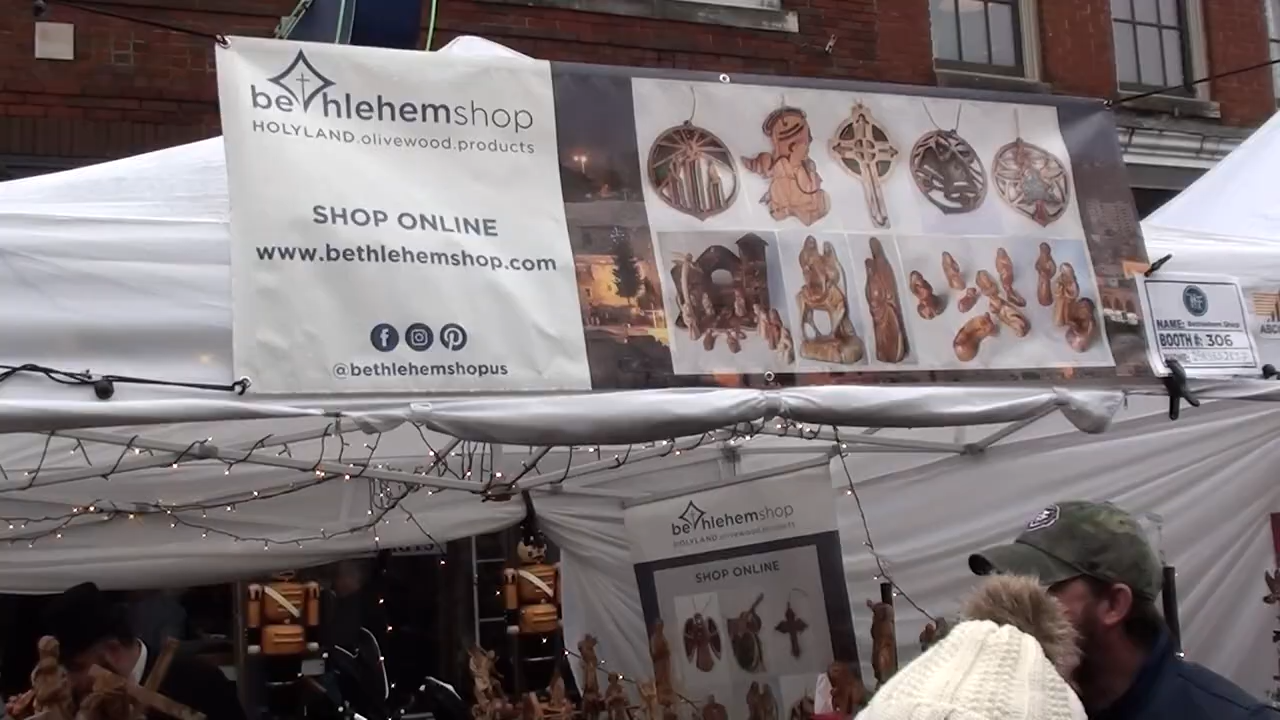 bethlehemshop
HOLYLAND.olivewood.products
SHOP ONLINE
www.bethlehemshop.com
@bethlehemshopus
NAME: Bethlehem Shop
BOOTH #: 306
bethlehemshop
HOLYLAND.olivewood.products
SHOP ONLINE